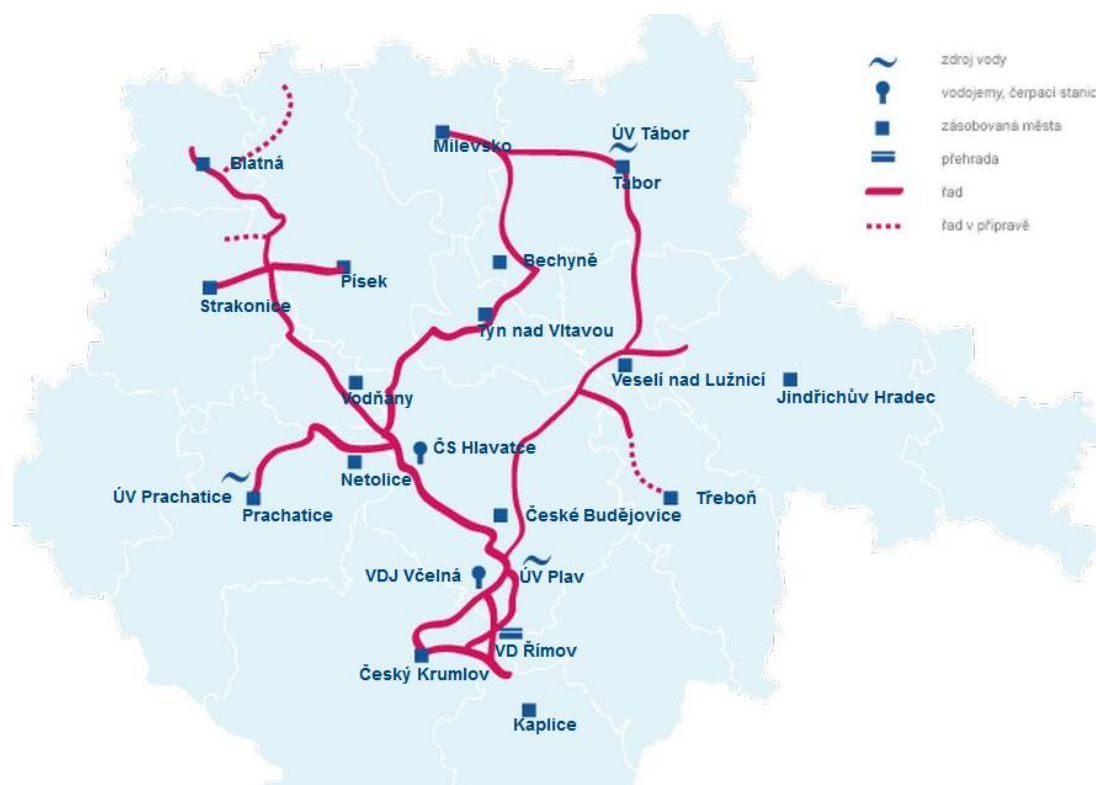 zdroj vody
vodojemy, čerpací stanic
zásobovaná města
přehrada
řad
řad v přípravě
Milevsko
ÚV Tábor
Tábor
Blatná
Bechyně
Písek
Strakonice
Týn nad Vltavou
Veselí nad Lužnicí
Jindřichův Hradec
Vodňany
ČS Hlavatce
Netolice
ÚV Prachatice
Prachatice
Třeboň
České Budějovice
VDJ Včelná
ÚV Plav
VD Římov
Český Krumlov
Kaplice